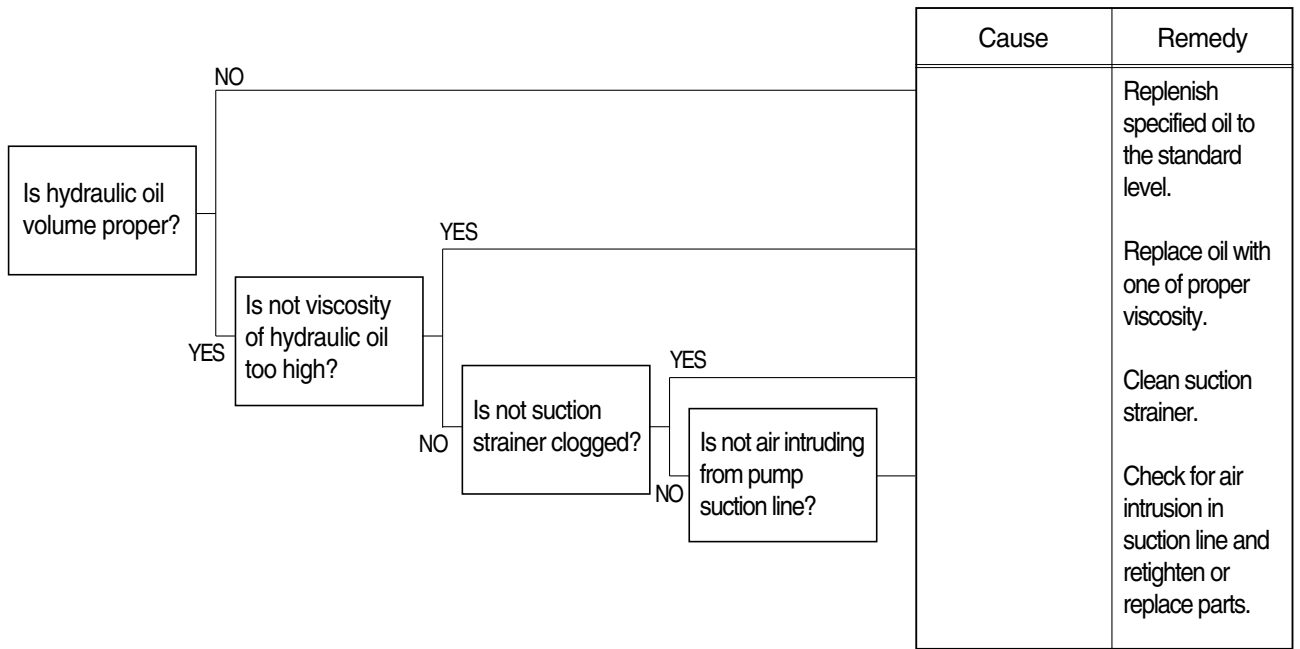 Cause
Remedy
NO
Replenish
specified oil to
the standard
level.
Is hydraulic oil
volume proper?
YES
Replace oil with
one of proper
viscosity.
YES
Is not viscosity
of hydraulic oil
too high?
YES
Clean suction
strainer.
NO
Is not suction
strainer clogged?
NO
Is not air intruding
from pump
suction line?
Check for air
intrusion in
suction line and
retighten or
replace parts.